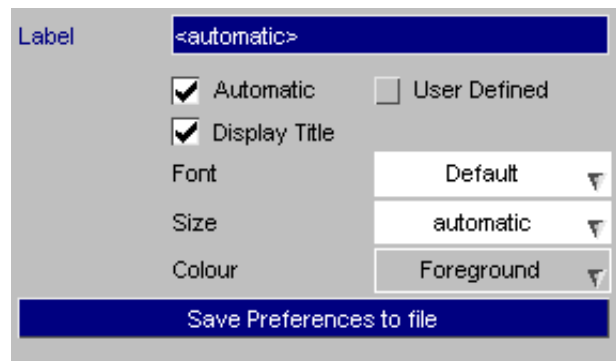 Label <automatic>
Automatic User Defined
Display Title
Font Default
Size automatic
Colour Foreground
Save Preferences to file